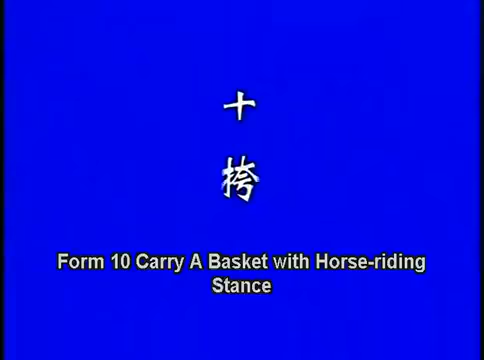 十
挎
Form 10 Carry A Basket with Horse-riding
Stance